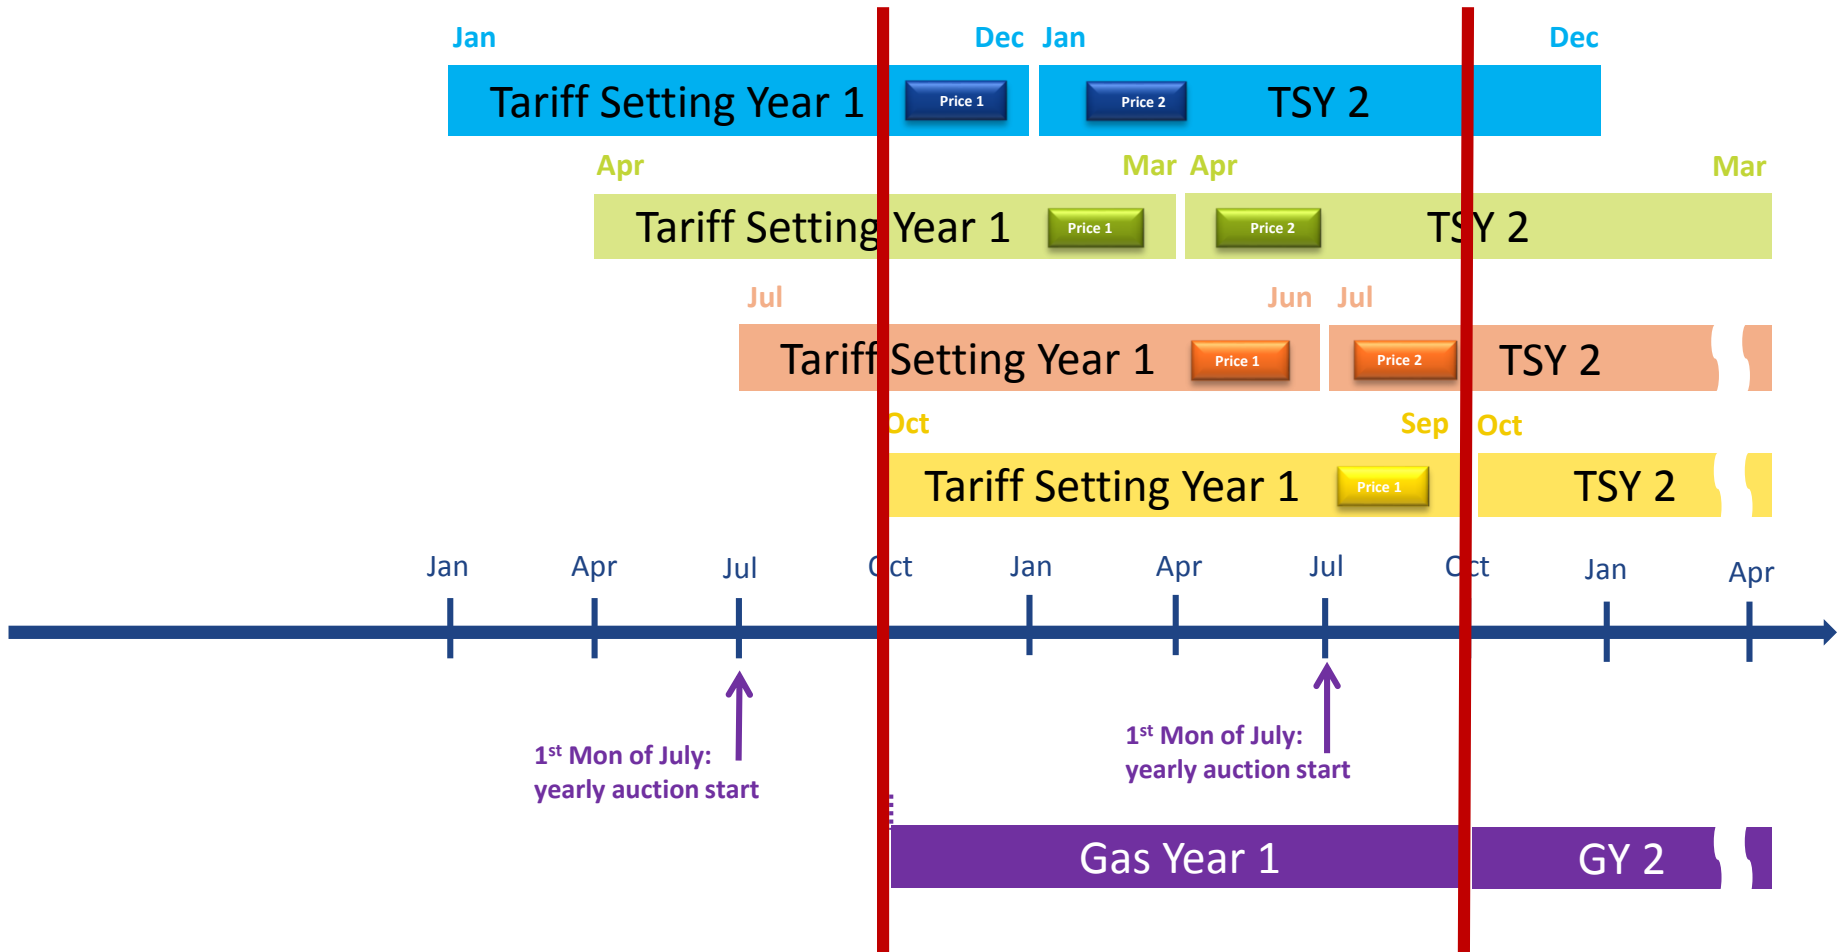 Jan Dec Jan Dec
Tariff Setting Year 1 Price 1 Price 2 TSY 2
Apr Mar Apr Mar
Tariff Setting Year 1 Price 1 Price 2 TSY 2
Jul Jun Jul
Tariff Setting Year 1 Price 1 Price 2 TSY 2
Oct Sep Oct
Tariff Setting Year 1 Price 1 TSY 2
Jan Apr Jul Oct Jan Apr Jul Oct Jan Apr
1st Mon of July:
yearly auction start
1st Mon of July:
yearly auction start
Gas Year 1 GY 2